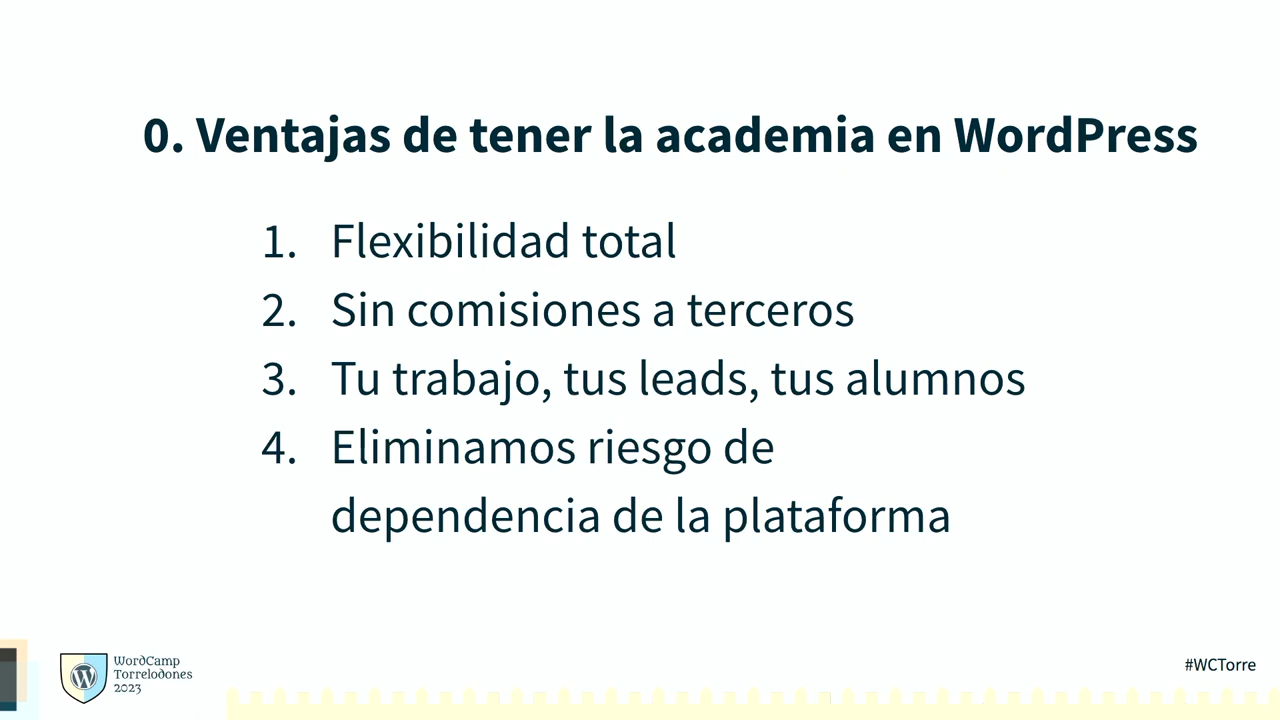 0. Ventajas de tener la academia en WordPress
1. Flexibilidad total
2. Sin comisiones a terceros
3. Tu trabajo, tus leads, tus alumnos
4. Eliminamos riesgo de
dependencia de la plataforma
WordCamp
Torrelodones
2023
#WCTorre